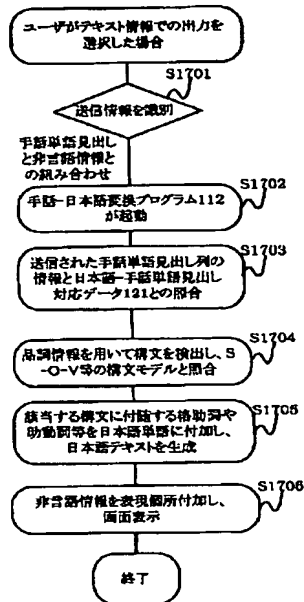 ユーザがテキスト情報での出力を
選択した場合
S1701
送信情報を識別
手話単語見出し
と非言語情報と
の組み合わせ
S1702
手話-日本語変換プログラム112
が起動
S1703
送信された手話単語見出し列の
情報と日本語-手話単語見出し
対応データ121との照合
S1704
品詞情報を用いて構文を検出し、S
-O-V等の構文モデルと照合
S1705
該当する構文に付随する格助詞や
助動詞等を日本語単語に付加し、
日本語テキストを生成
S1706
非言語情報を表現個所付加し、
画面表示
終了